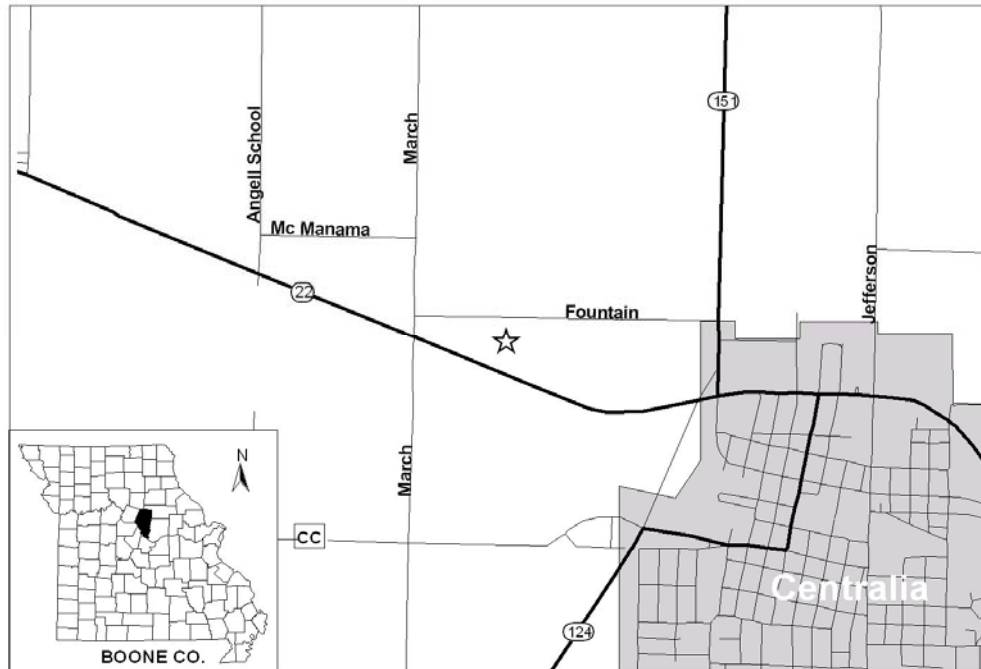 151
Angell School
March
Mc Manama
22
Jefferson
Fountain
March
N
CC
Centralia
124
BOONE CO.